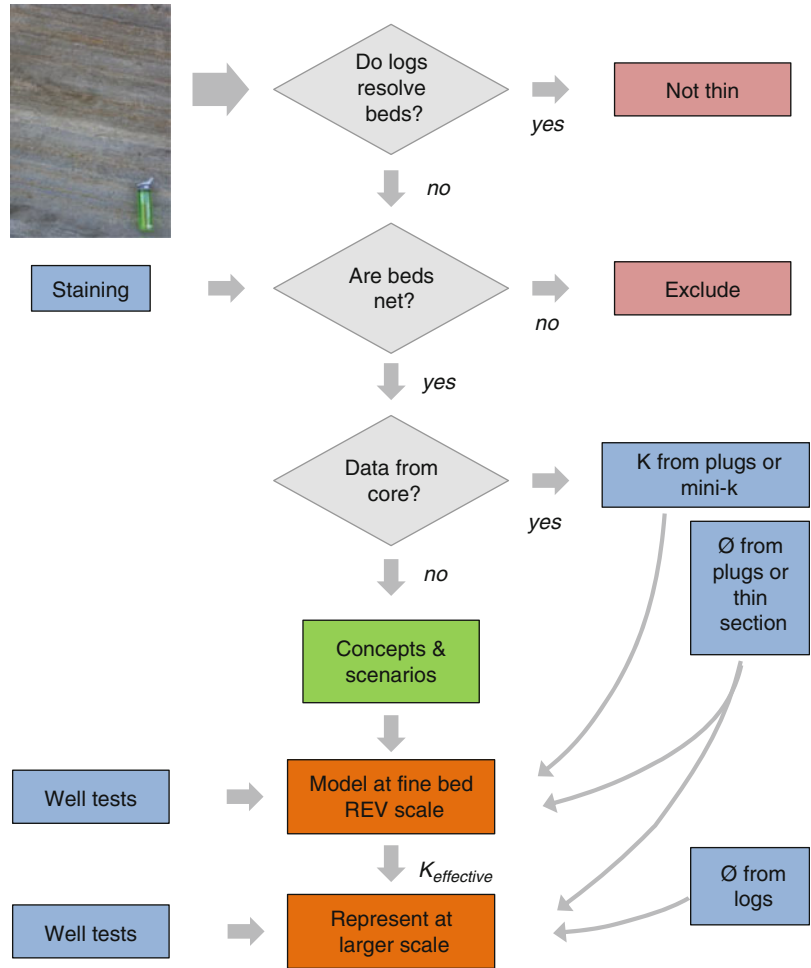 Do logs
resolve
beds?
yes
Not thin
no
Staining
Are beds
net?
no
Exclude
yes
Data from
core?
yes
K from plugs or
mini-k
no
Ø from
plugs or
thin
section
Concepts &
scenarios
Well tests
Model at fine bed
REV scale
Keffective
Ø from
logs
Well tests
Represent at
larger scale